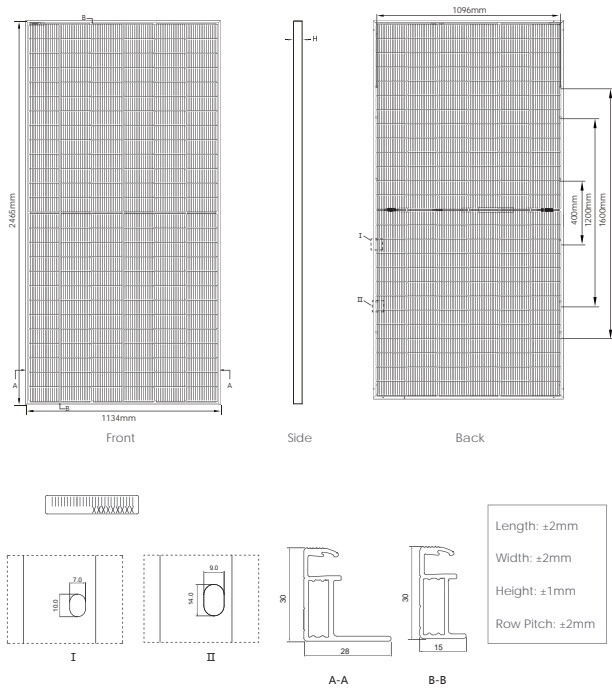 B
1096mm
H
2465mm
400mm
1200mm
1600mm
I
II
A
A
B
1134mm
Front
Side
Back
7.0
10.0
I
9.0
14.0
II
30
28
A-A
30
15
B-B
Length: ±2mm
Width: ±2mm
Height: ±1mm
Row Pitch: ±2mm